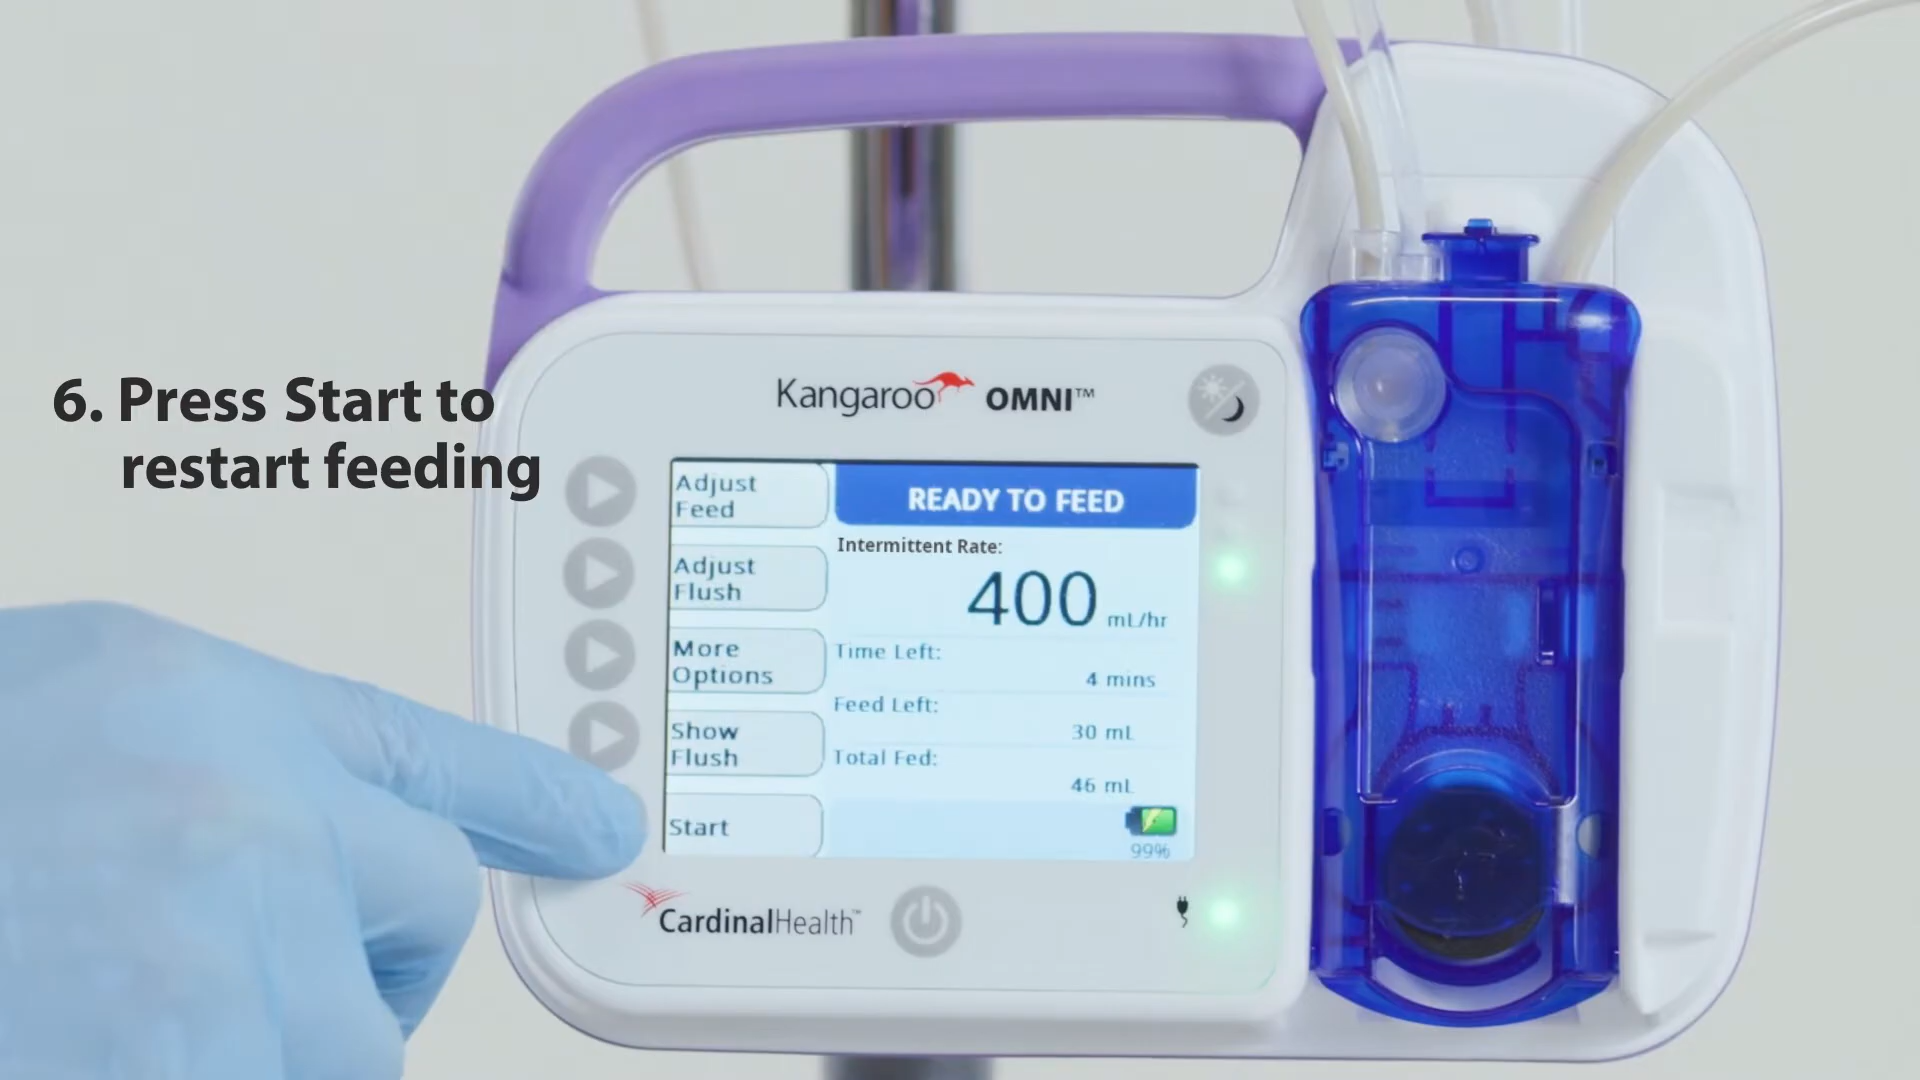 6. Press Start to
restart feeding
Kangaroo OMNI™
Adjust
Feed
READY TO FEED
Intermittent Rate:
400 mL/hr
Adjust
Flush
More
Options
Time Left:
4 mins
Feed Left:
30 mL
Show
Flush
Total Fed:
46 mL
Start
99%
CardinalHealth™